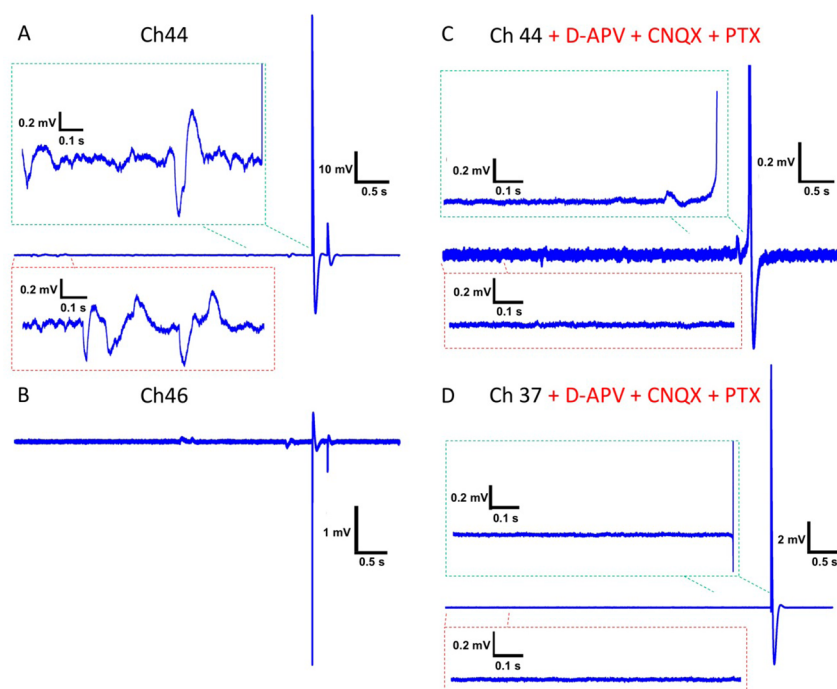 A Ch44
0.2 mV
0.1 s
10 mV
0.5 s
0.2 mV
0.1 s
B Ch46
1 mV
0.5 s
C Ch 44 + D-APV + CNQX + PTX
0.2 mV
0.1 s
0.2 mV
0.5 s
0.2 mV
0.1 s
D Ch 37 + D-APV + CNQX + PTX
0.2 mV
0.1 s
2 mV
0.5 s
0.2 mV
0.1 s